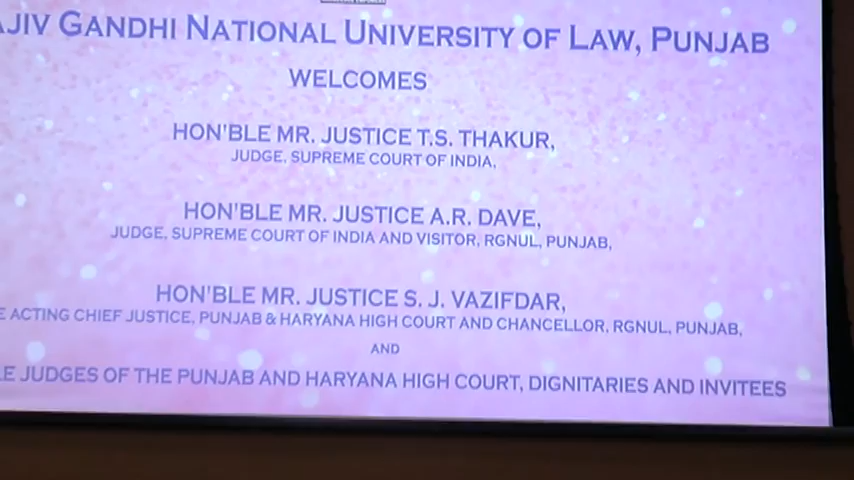 AJIV GANDHI NATIONAL UNIVERSITY OF LAW, PUNJAB
WELCOMES
HON'BLE MR. JUSTICE T.S. THAKUR,
JUDGE, SUPREME COURT OF INDIA,
HON'BLE MR. JUSTICE A.R. DAVE,
JUDGE, SUPREME COURT OF INDIA AND VISITOR, RGNUL, PUNJAB,
HON'BLE MR. JUSTICE S. J. VAZIFDAR,
E ACTING CHIEF JUSTICE, PUNJAB & HARYANA HIGH COURT AND CHANCELLOR, RGNUL, PUNJAB,
AND
LE JUDGES OF THE PUNJAB AND HARYANA HIGH COURT, DIGNITARIES AND INVITEES